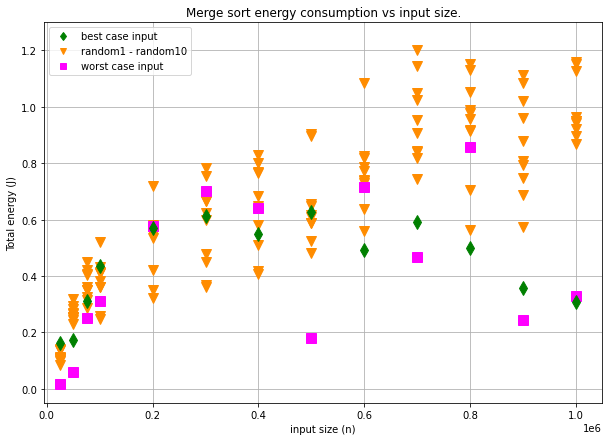 Merge sort energy consumption vs input size.
best case input
random1 - random10
worst case input
Total energy (J)
1.2
1.0
0.8
0.6
0.4
0.2
0.0
0.0
0.2
0.4
0.6
0.8
1.0
1e6
input size (n)